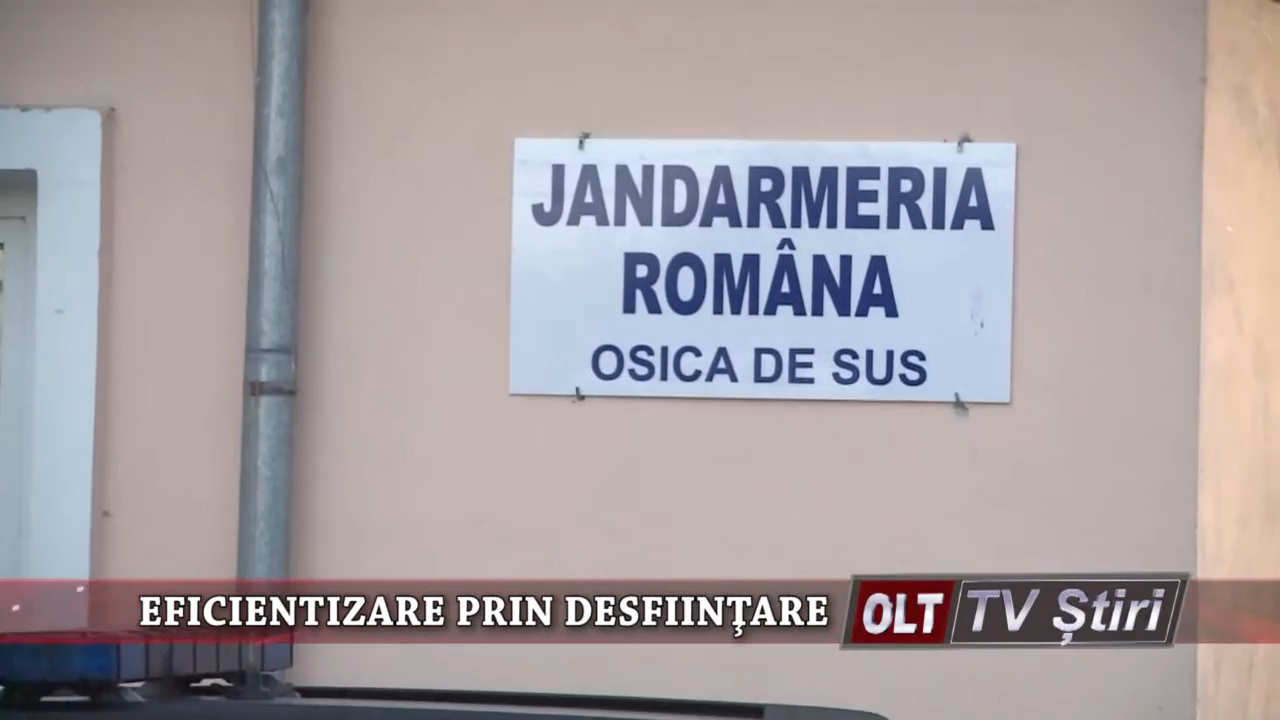 JANDARMERIA
ROMÂNA
OSICA DE SUS
EFICIENTIZARE PRIN DESFIINŢARE
OLT TV Ştiri